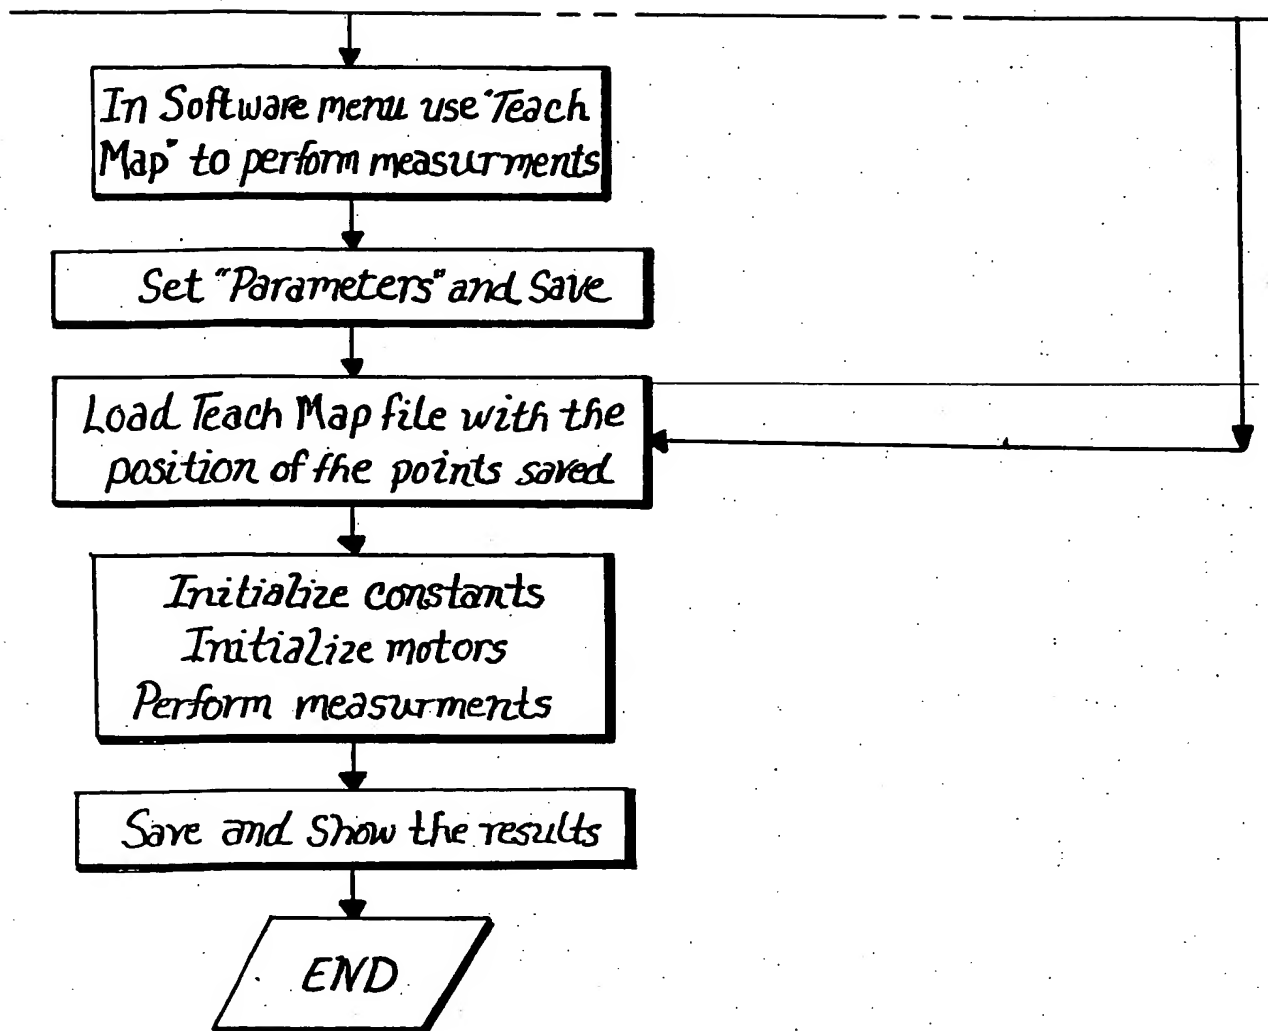 In Software menu use "Teach
Map" to perform measurments
Set "Parameters" and Save
Load Teach Map file with the
position of the points saved
Initialize constants
Initialize motors
Perform measurments
Save and Show the results
END